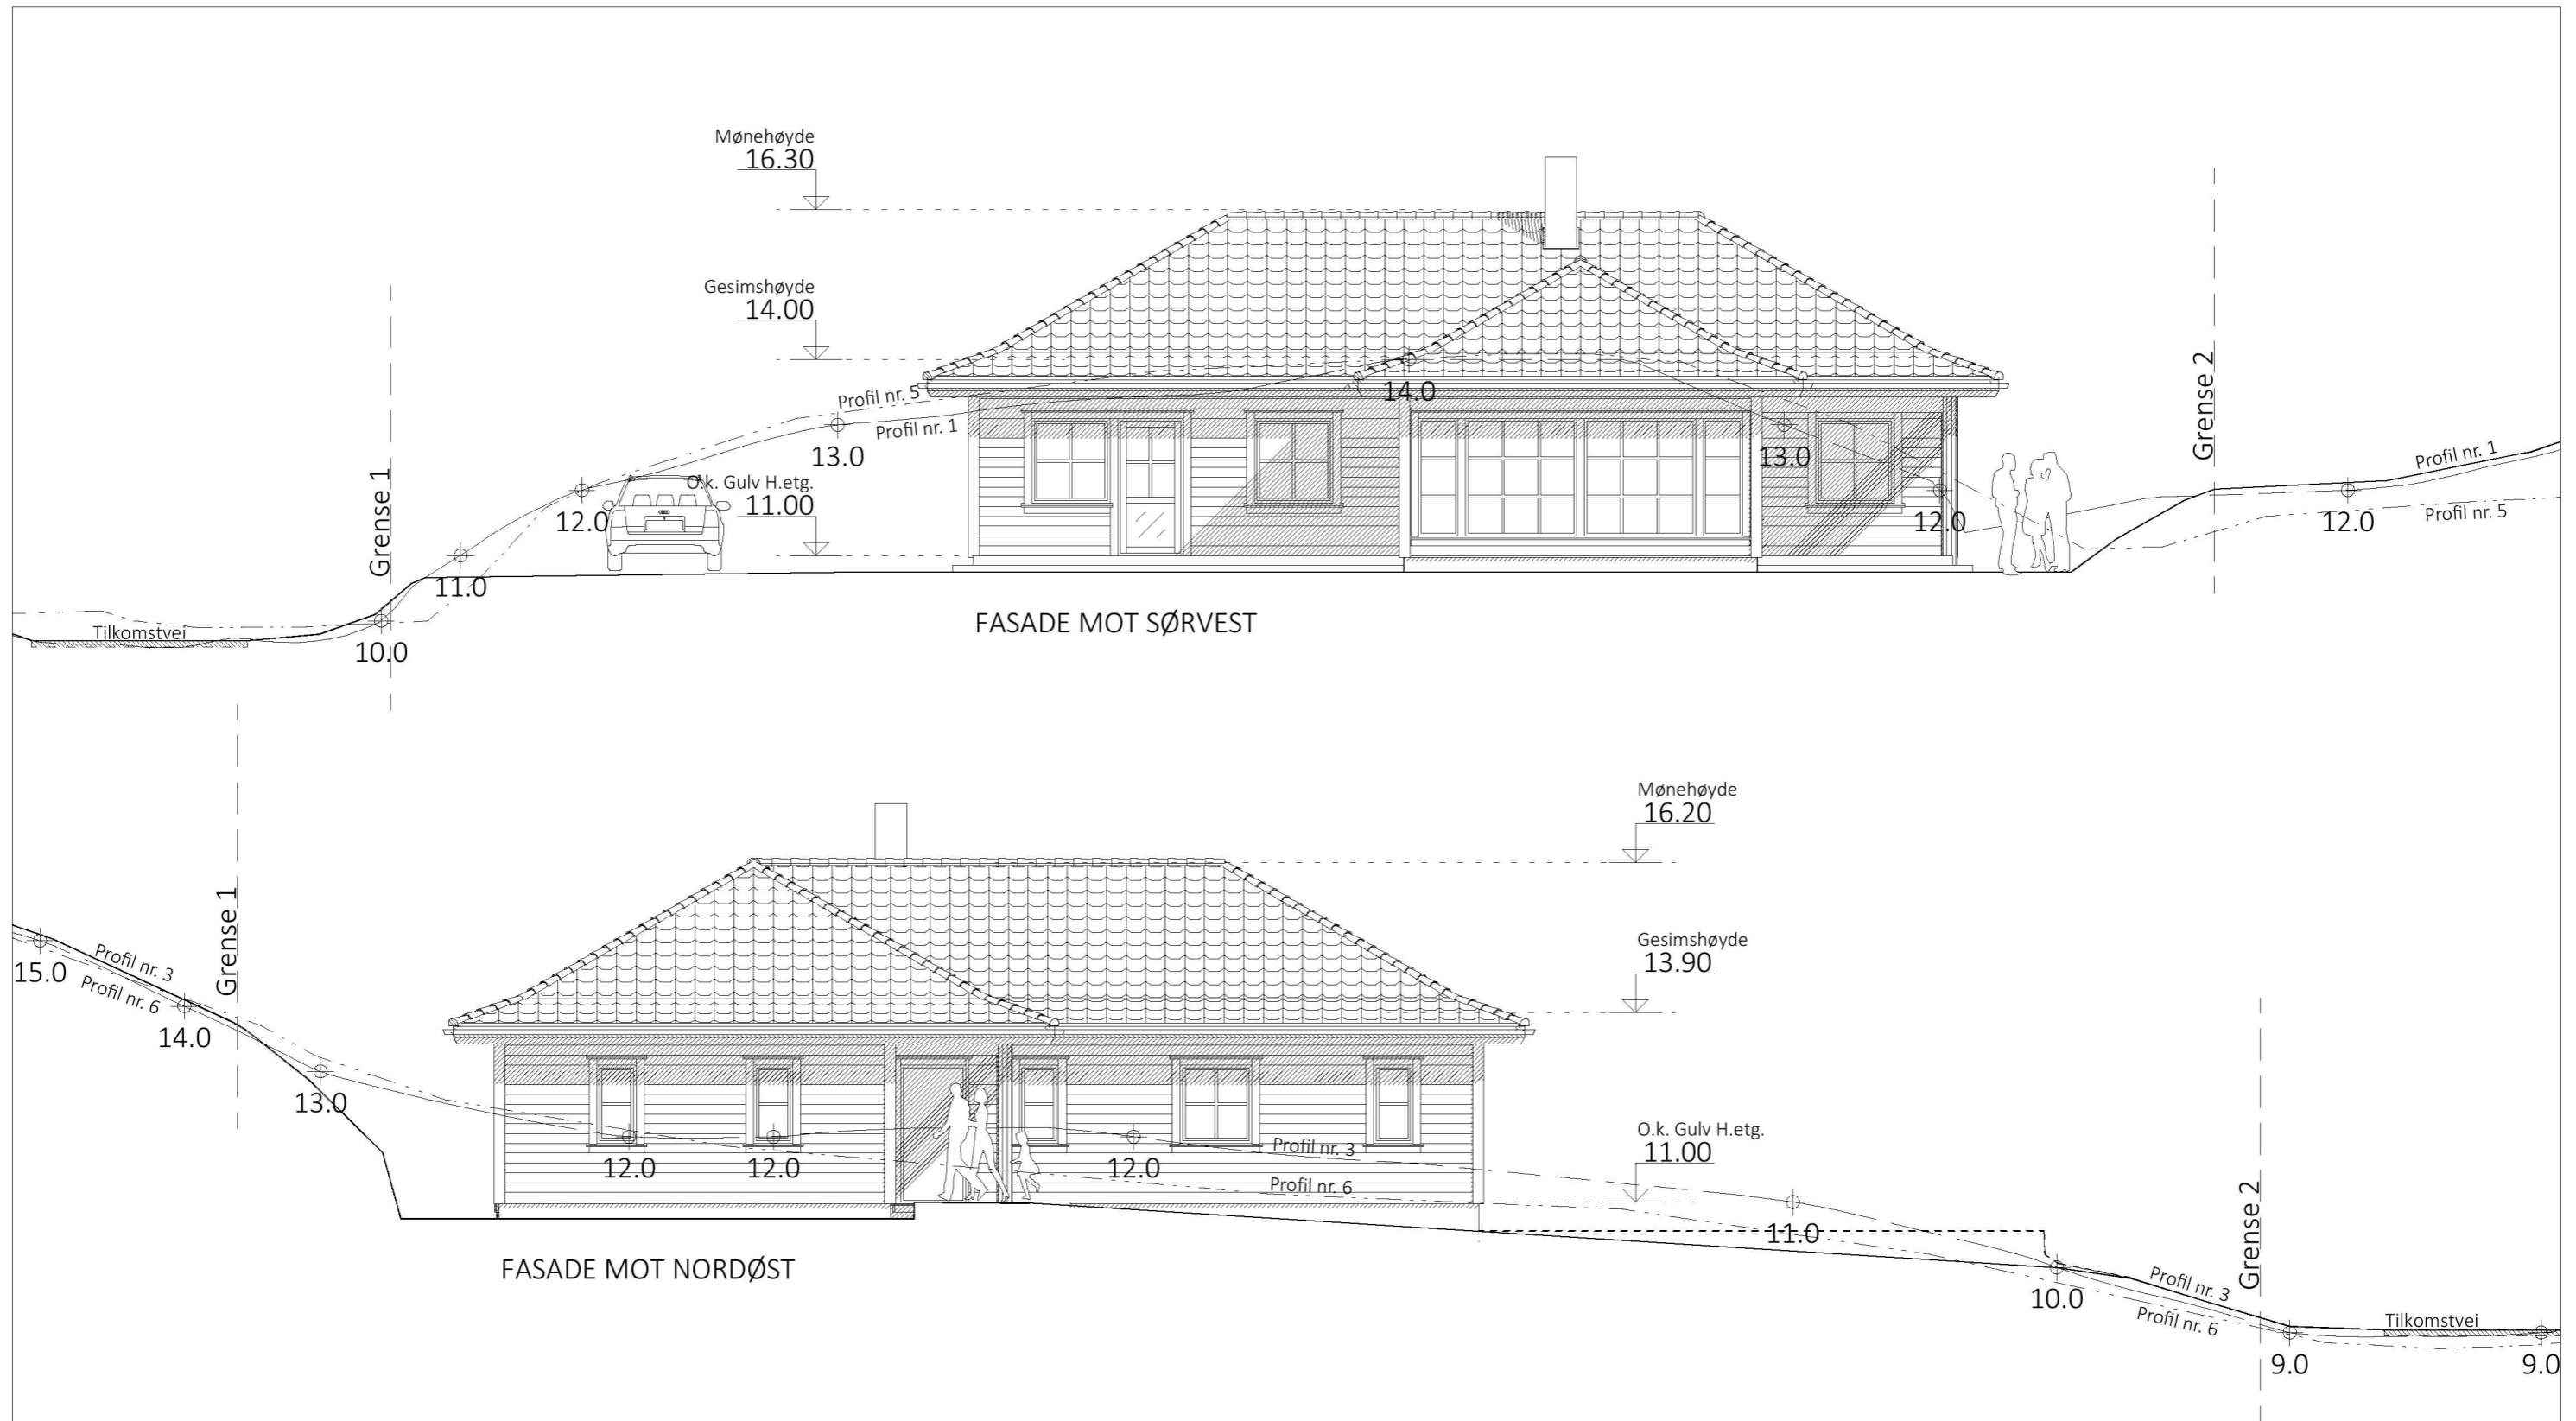 Mønehøyde
16.30
Gesimshøyde
14.00
Profil nr. 5
Profil nr. 1
14.0
13.0
13.0
Grense 1
Grense 2
Profil nr. 1
Profil nr. 5
O.k. Gulv H.etg.
11.00
12.0
12.0
12.0
11.0
10.0
Tilkomstvei
FASADE MOT SØRVEST
Mønehøyde
16.20
Gesimshøyde
13.90
Grense 1
Profil nr. 3
Profil nr. 6
15.0
14.0
13.0
12.0
12.0
12.0
Profil nr. 3
Profil nr. 6
O.k. Gulv H.etg.
11.00
11.0
10.0
Grense 2
Profil nr. 3
Profil nr. 6
Tilkomstvei
9.0
9.0
FASADE MOT NORDØST